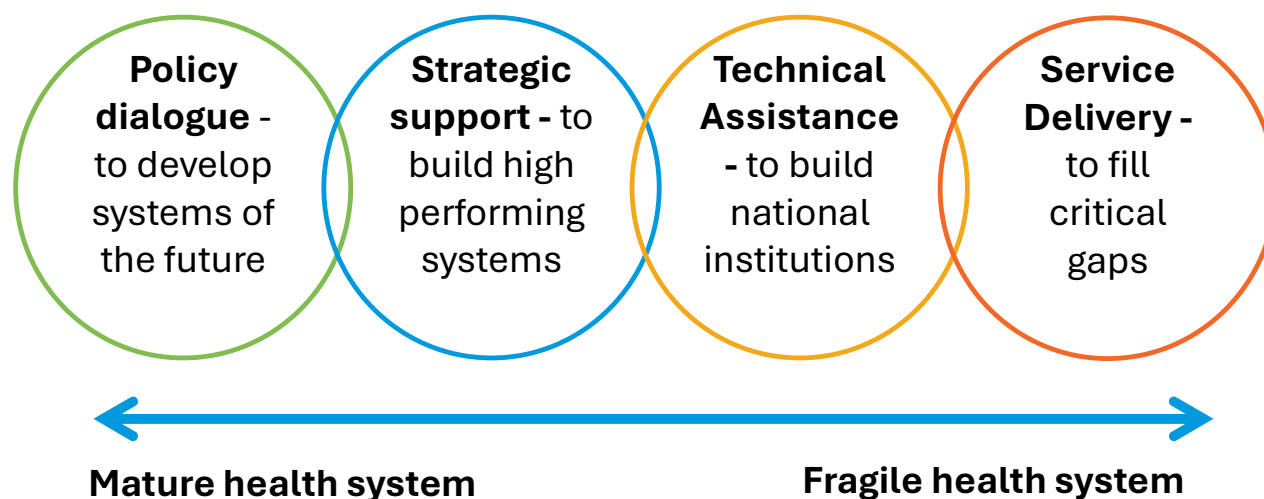 Policy
dialogue -
to develop
systems of
the future
Strategic
support - to
build high
performing
systems
Technical
Assistance
- to build
national
institutions
Service
Delivery -
to fill
critical
gaps
Mature health system
Fragile health system